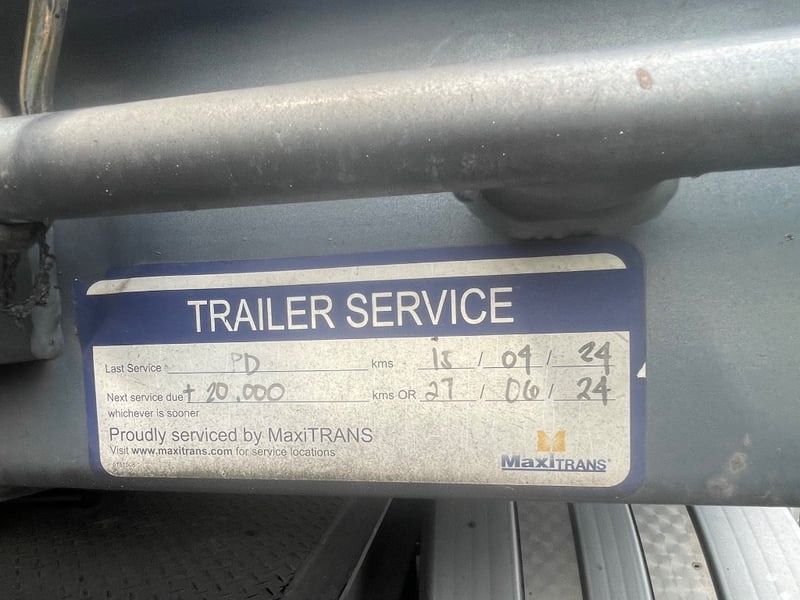 TRAILER SERVICE
Last Service PD kms 15 / 04 / 24
Next service due + 20,000 kms OR 27 / 06 / 24
whichever is sooner
Proudly serviced by MaxiTRANS
Visit www.maxitrans.com for service locations
MaxiTRANS